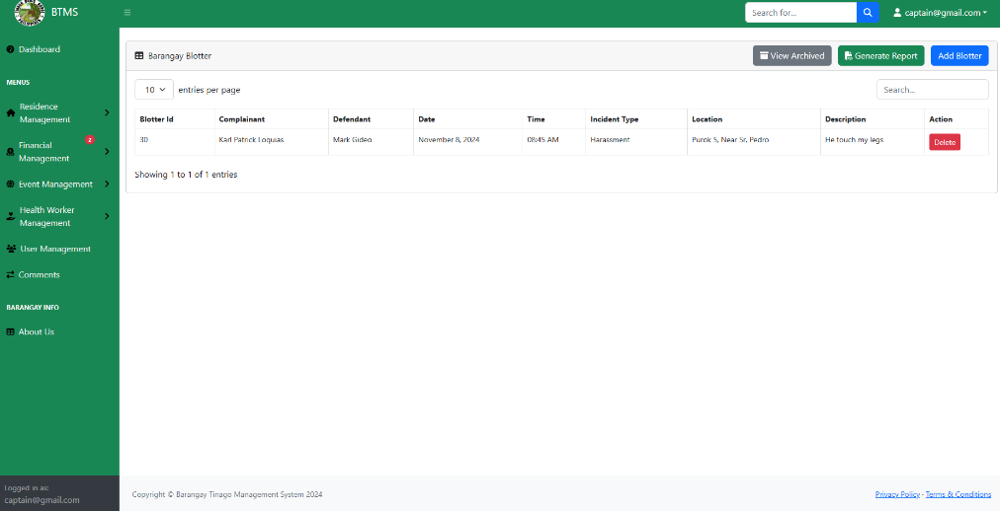 BTMS
Search for...
captain@gmail.com
Dashboard
MENUS
Residence
Management
Financial
Management
2
Event Management
Health Worker
Management
User Management
Comments
BARANGAY INFO
About Us
Logged in as:
captain@gmail.com
Barangay Blotter
View Archived Generate Report Add Blotter
10 entries per page
Search...
Blotter Id Complainant Defendant Date Time Incident Type Location Description Action
30 Karl Patrick Loquias Mark Gideo November 8, 2024 08:45 AM Harassment Purok 5, Near Sr, Pedro He touch my legs Delete
Showing 1 to 1 of 1 entries
Copyright © Barangay Tinago Management System 2024
Privacy Policy · Terms & Conditions